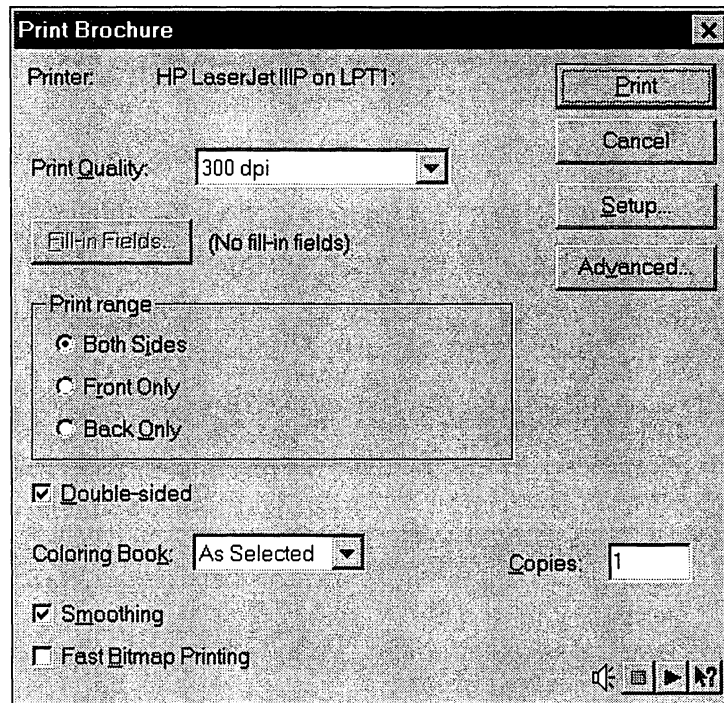 Print Brochure
Printer: HP LaserJet IIIP on LPT1:
Print
Cancel
Print Quality: 300 dpi
Setup...
Fill-in Fields... (No fill-in fields)
Advanced...
Print range
Both Sides
Front Only
Back Only
Double-sided
Coloring Book: As Selected
Copies: 1
Smoothing
Fast Bitmap Printing
?